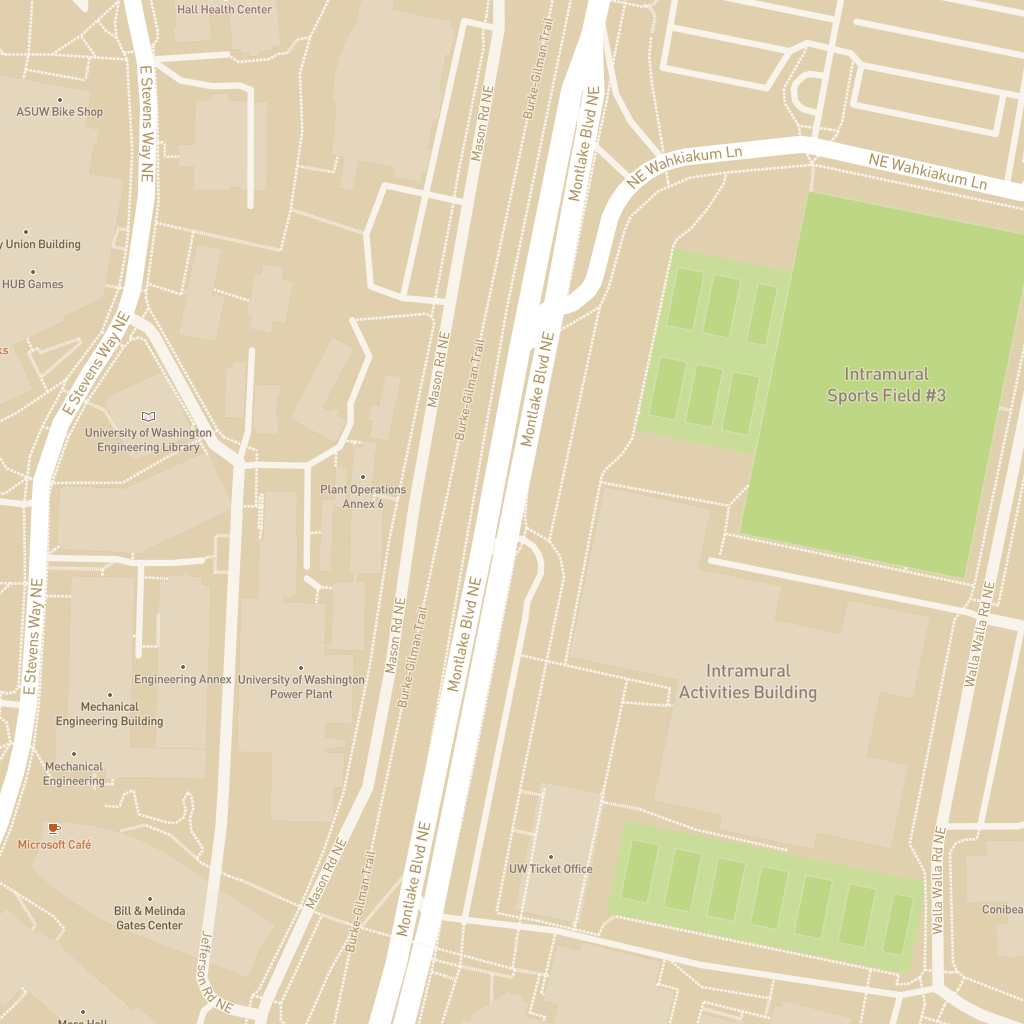 Hall Health Center
ASUW Bike Shop
y Union Building
HUB Games
ks
E Stevens Way NE
E Stevens Way NE
E Stevens Way NE
University of Washington
Engineering Library
Plant Operations
Annex 6
Engineering Annex
University of Washington
Power Plant
Mechanical
Engineering Building
Mechanical
Engineering
Microsoft Café
Bill & Melinda
Gates Center
More Hall
Jefferson Rd NE
Mason Rd NE
Mason Rd NE
Mason Rd NE
Mason Rd NE
Burke-Gilman Trail
Burke-Gilman Trail
Burke-Gilman Trail
Burke-Gilman Trail
Montlake Blvd NE
Montlake Blvd NE
Montlake Blvd NE
Montlake Blvd NE
NE Wahkiakum Ln
NE Wahkiakum Ln
Intramural
Sports Field #3
Intramural
Activities Building
UW Ticket Office
Walla Walla Rd NE
Walla Walla Rd NE
Conibea